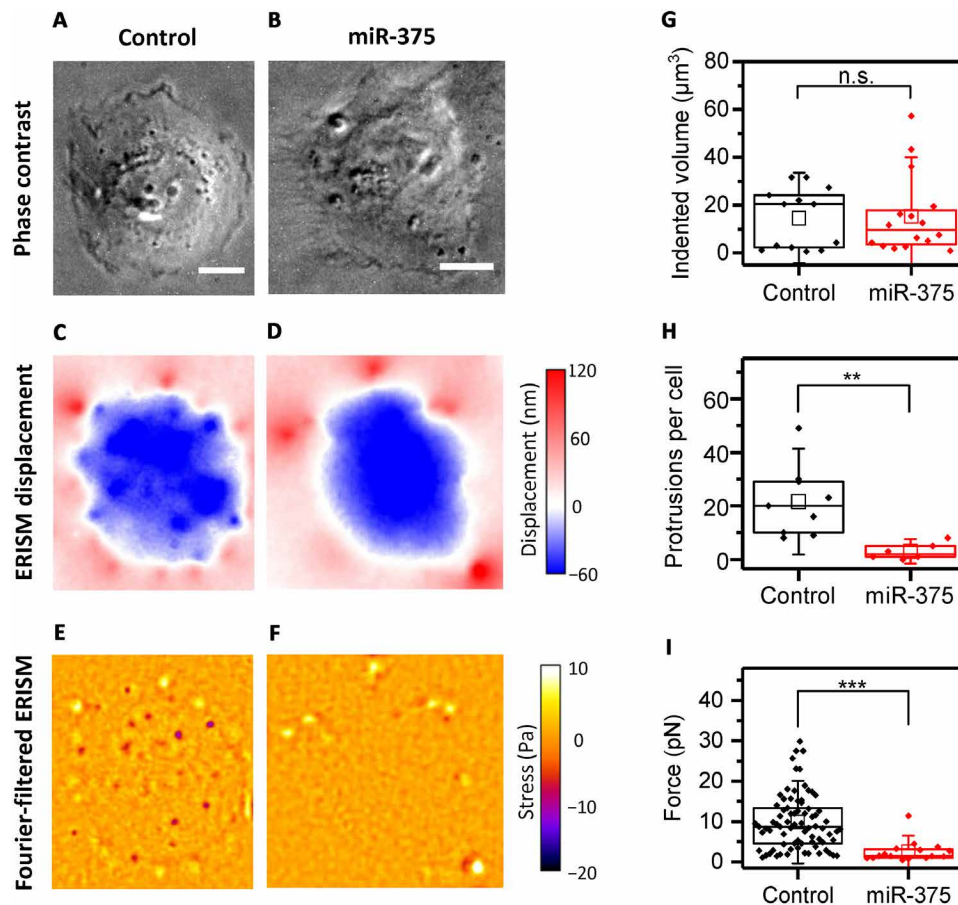 A
Control
B
miR-375
Phase contrast
C
D
ERISM displacement
Displacement (nm)
120
60
0
−60
E
F
Fourier-filtered ERISM
Stress (Pa)
10
0
−10
−20
G
Indented volume (µm³)
80
60
40
20
0
n.s.
Control
miR-375
H
Protrusions per cell
60
40
20
0
**
Control
miR-375
I
Force (pN)
40
30
20
10
0
***
Control
miR-375